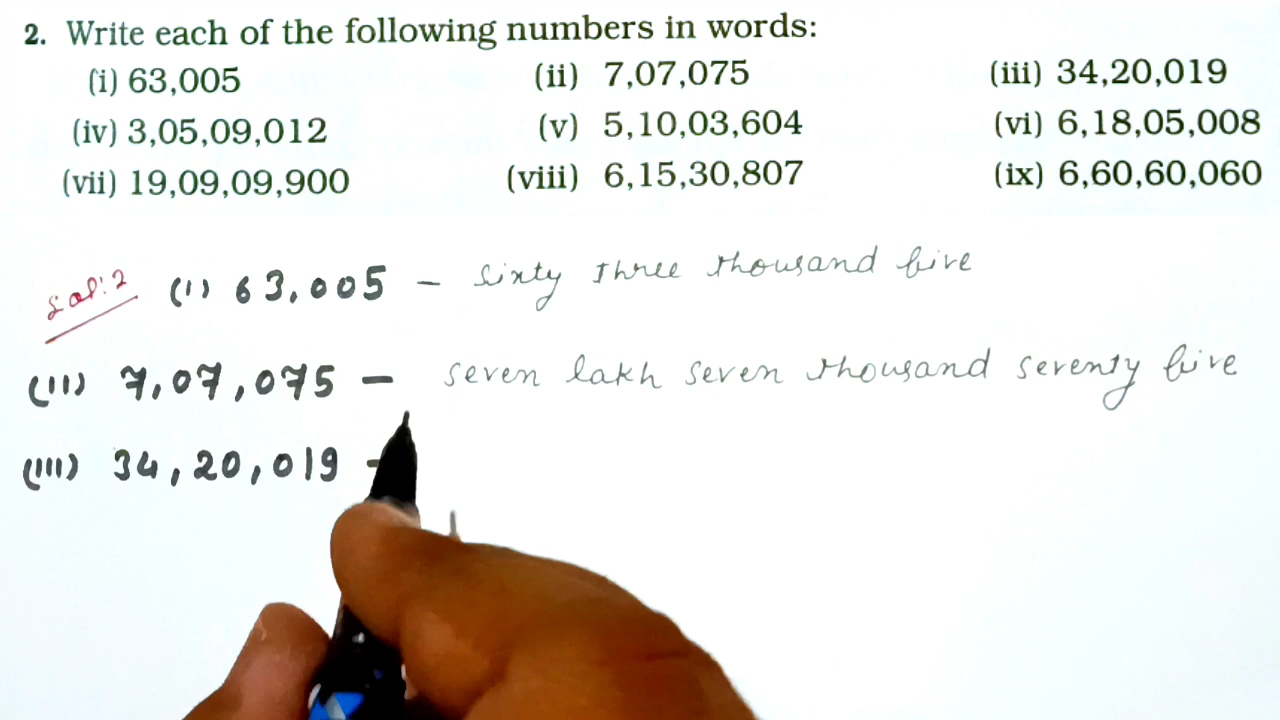 2. Write each of the following numbers in words:
(i) 63,005 (ii) 7,07,075 (iii) 34,20,019
(iv) 3,05,09,012 (v) 5,10,03,604 (vi) 6,18,05,008
(vii) 19,09,09,900 (viii) 6,15,30,807 (ix) 6,60,60,060
Sol:2 (i) 63,005 - Sixty three thousand five
(ii) 7,07,075 - seven lakh seven thousand seventy five
(iii) 34,20,019 -